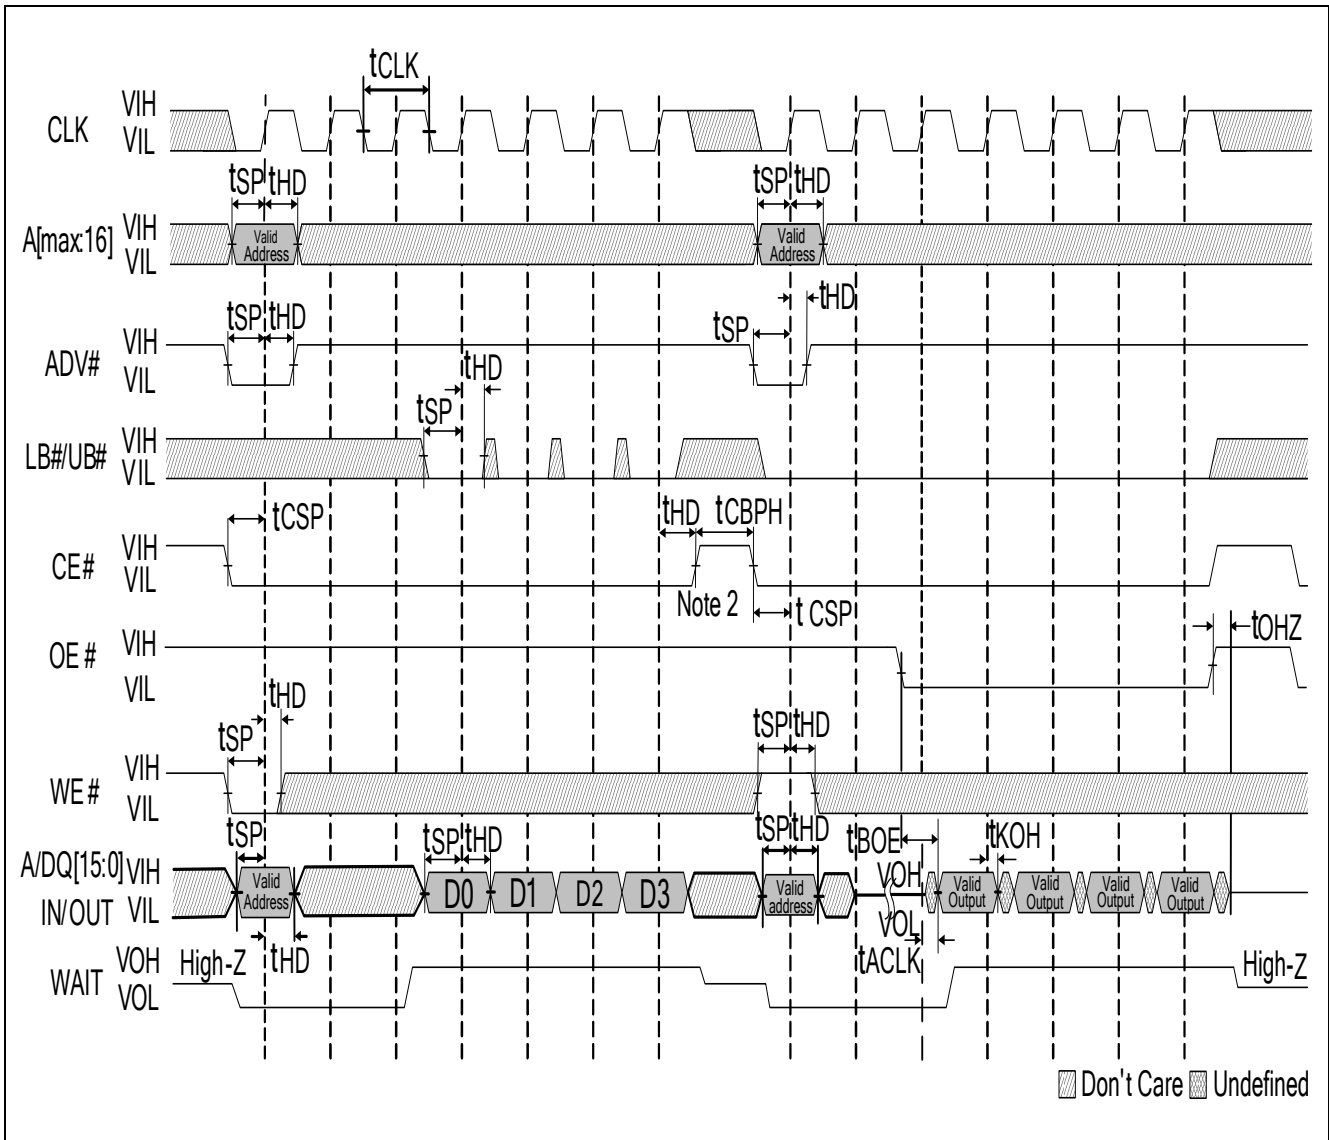 tCLK
VIH
CLK
VIL
tSP tHD tSP tHD
A[max:16] VIH
VIL
Valid Address
Valid Address
tHD
tSP tHD
tSP
VIH
ADV#
VIL
tHD
tSP
VIH
LB#/UB#
VIL
tCSP
tHD tCBPH
VIH
CE#
VIL
Note 2
tCSP
VIH
OE #
VIL
tOHZ
tHD
tSP
tSP tHD
VIH
WE #
VIL
tSP
tSP tHD
tSP tHD
tBOE
tKOH
A/DQ[15:0] VIH
IN/OUT VIL
Valid Address
D0 D1 D2 D3
Valid address
VOH
VOL
Valid Output
Valid Output
Valid Output
Valid Output
tHD
tACLK
VOH
WAIT
VOL
High-Z
High-Z
Don't Care Undefined